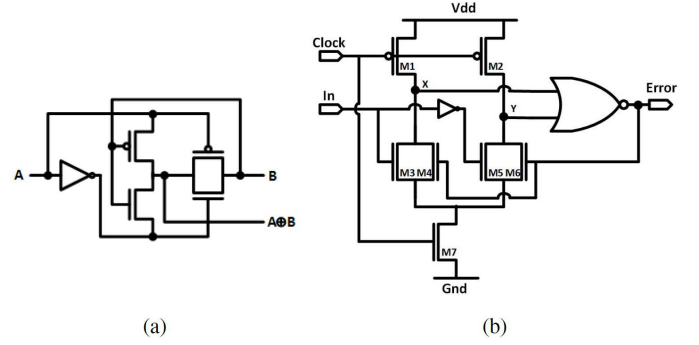 Vdd
Clock
M1
M2
X
In
Y
Error
A
M3 M4
M5 M6
B
A⊕B
M7
Gnd
(a)
(b)